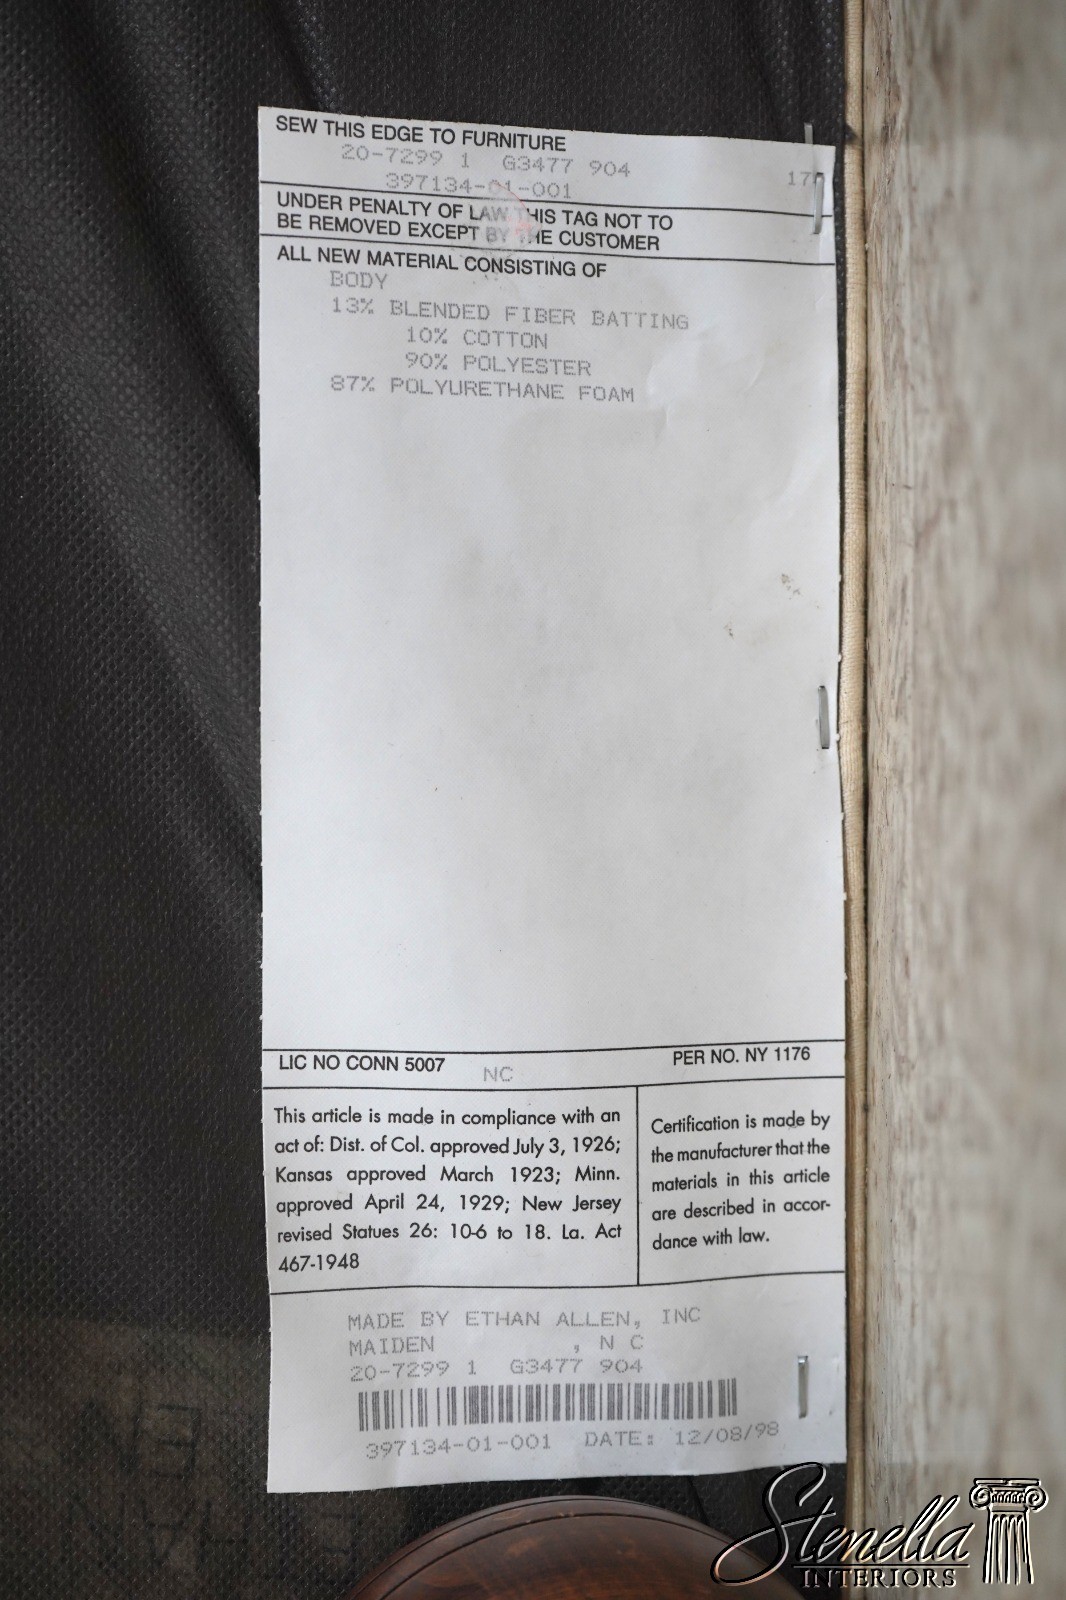 SEW THIS EDGE TO FURNITURE
20-7299 1 G3477 904
397134-01-001
UNDER PENALTY OF LAW THIS TAG NOT TO
BE REMOVED EXCEPT BY THE CUSTOMER
ALL NEW MATERIAL CONSISTING OF
BODY
13% BLENDED FIBER BATTING
10% COTTON
90% POLYESTER
87% POLYURETHANE FOAM
LIC NO CONN 5007
NC
PER NO. NY 1176
This article is made in compliance with an
act of: Dist. of Col. approved July 3, 1926;
Kansas approved March 1923; Minn.
approved April 24, 1929; New Jersey
revised Statues 26: 10-6 to 18. La. Act
467-1948
Certification is made by
the manufacturer that the
materials in this article
are described in accor-
dance with law.
MADE BY ETHAN ALLEN, INC
MAIDEN , N C
20-7299 1 G3477 904
397134-01-001 DATE: 12/08/98
Stenella
INTERIORS